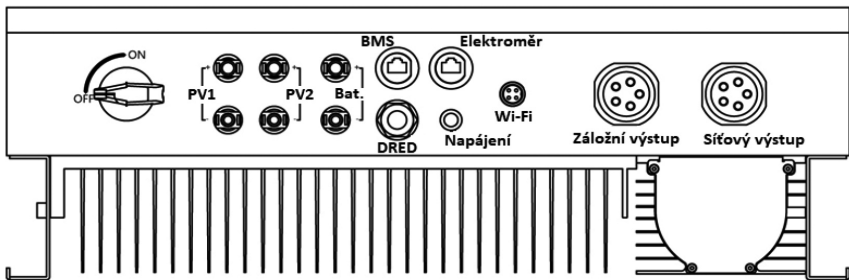 BMS
Elektroměr
ON
OFF
PV1
PV2
Bat.
Wi-Fi
DRED
Napájení
Záložní výstup
Síťový výstup